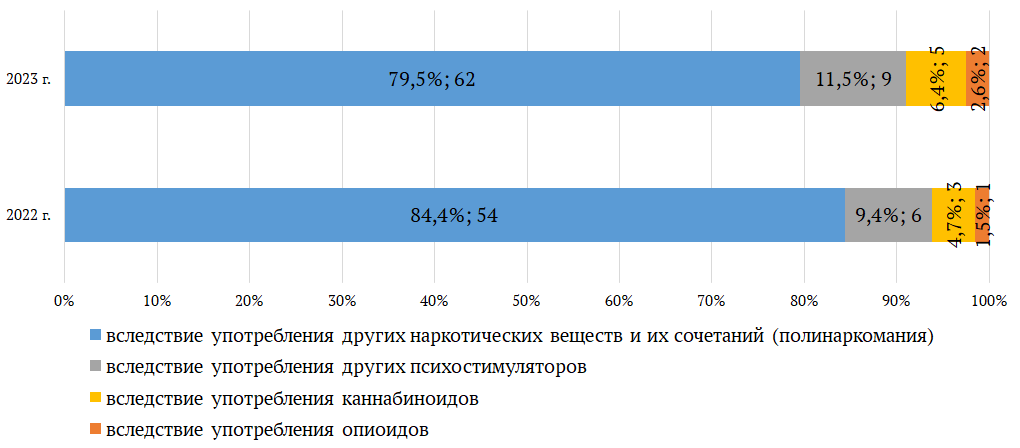 2023 г.
79,5%; 62
11,5%; 9
6,4%; 5
2,6%; 2
2022 г.
84,4%; 54
9,4%; 6
4,7%; 3
1,5%; 1
0% 10% 20% 30% 40% 50% 60% 70% 80% 90% 100%
вследствие употребления других наркотических веществ и их сочетаний (полинаркомания)
вследствие употребления других психостимуляторов
вследствие употребления каннабиноидов
вследствие употребления опиоидов